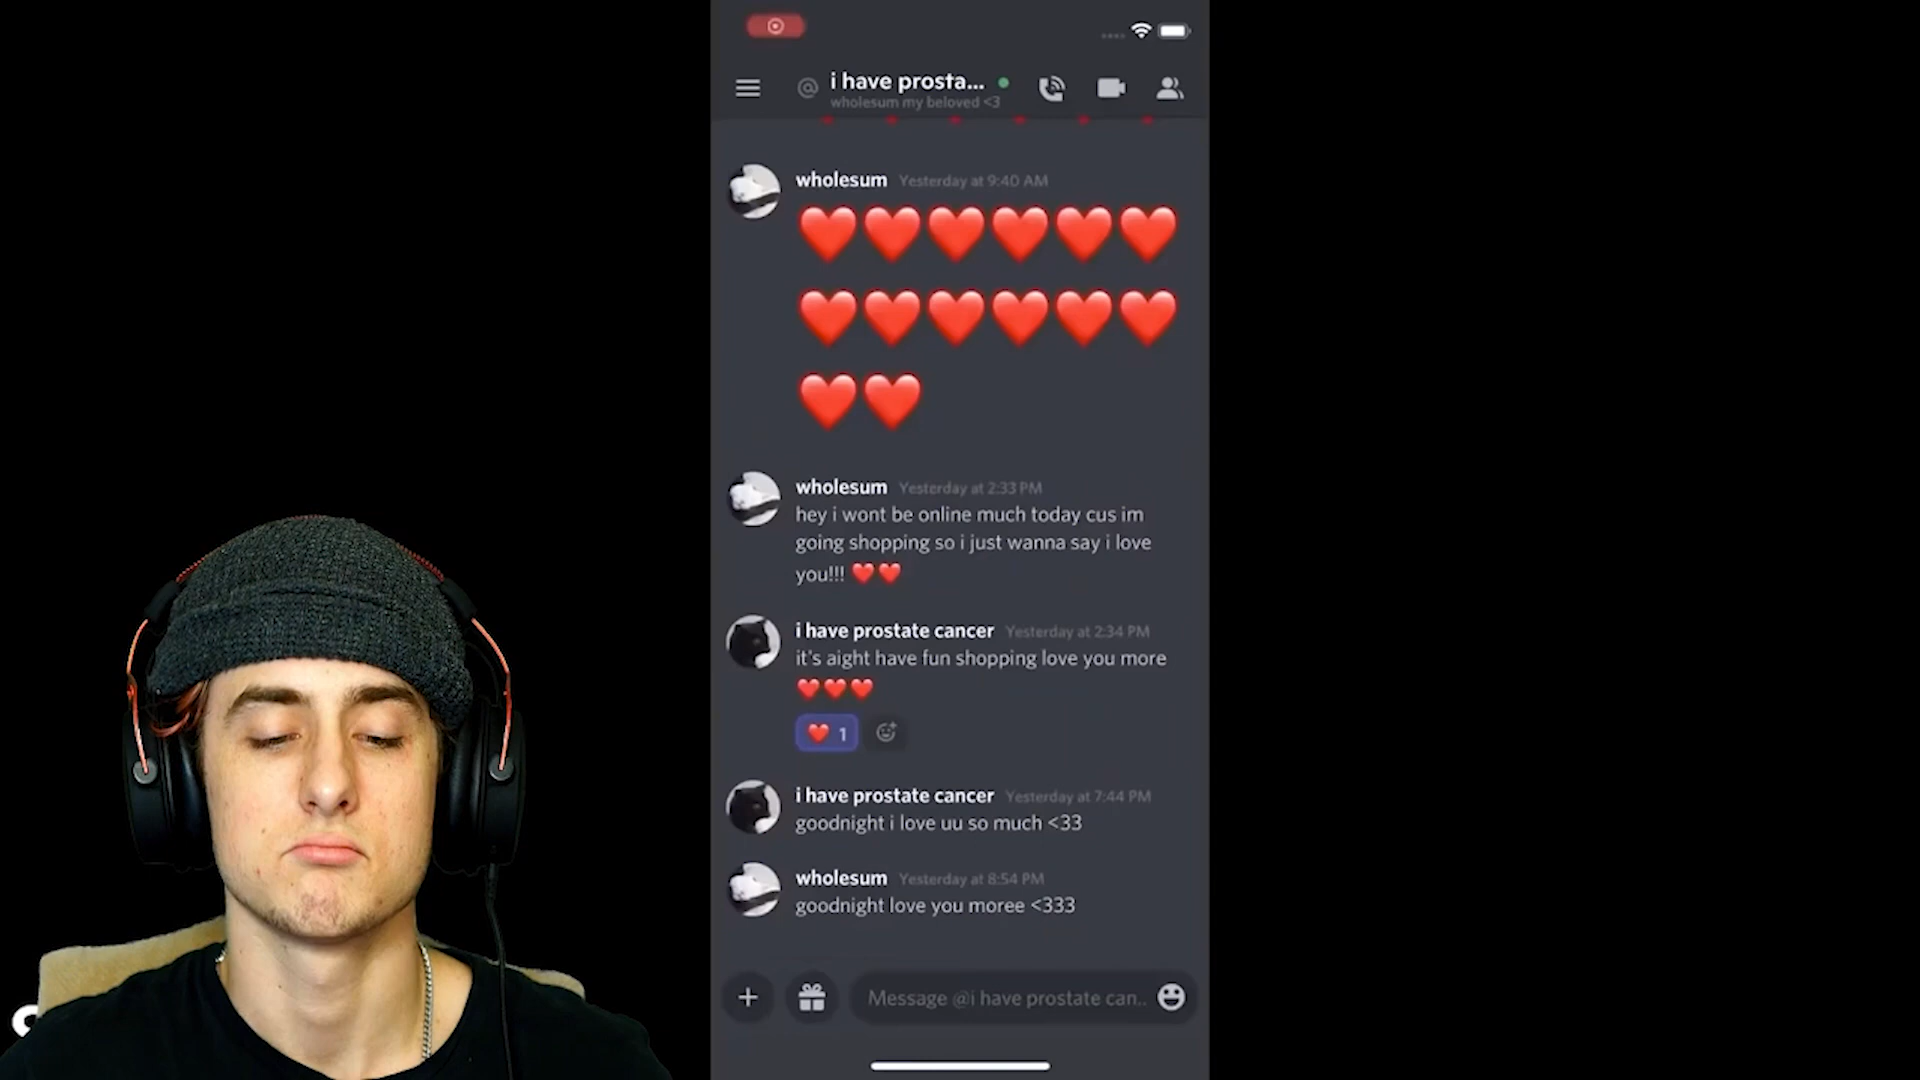 i have prosta...
wholesum my beloved <3
wholesum Yesterday at 9:40 AM
wholesum Yesterday at 2:33 PM
hey i wont be online much today cus im
going shopping so i just wanna say i love
you!!!
i have prostate cancer Yesterday at 2:34 PM
it's aight have fun shopping love you more
1
i have prostate cancer Yesterday at 7:44 PM
goodnight i love uu so much <33
wholesum Yesterday at 8:54 PM
goodnight love you moree <333
Message @i have prostate can..